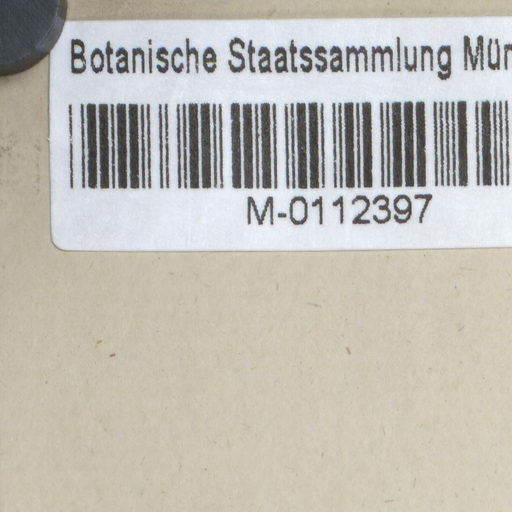 Botanische Staatssammlung Mün
M-0112397